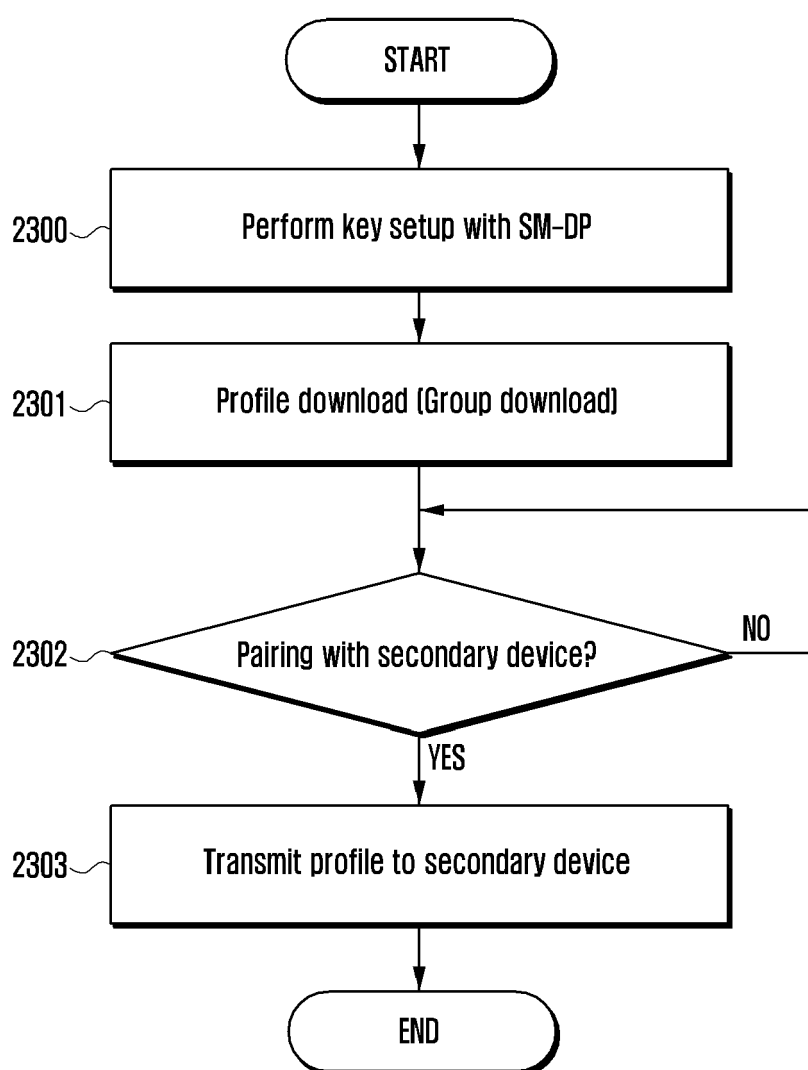 START
2300
Perform key setup with SM-DP
2301
Profile download (Group download)
2302
Pairing with secondary device?
NO
YES
2303
Transmit profile to secondary device
END